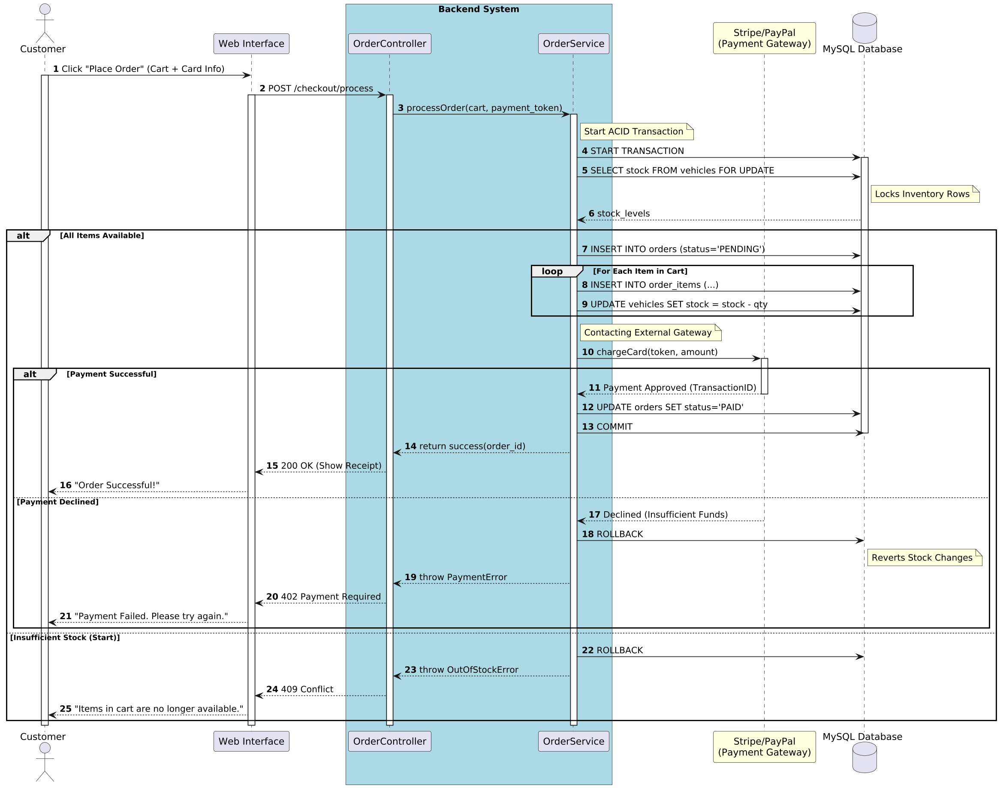 Backend System
Customer
Web Interface
OrderController
OrderService
Stripe/PayPal
(Payment Gateway)
MySQL Database
1 Click "Place Order" (Cart + Card Info)
2 POST /checkout/process
3 processOrder(cart, payment_token)
Start ACID Transaction
4 START TRANSACTION
5 SELECT stock FROM vehicles FOR UPDATE
Locks Inventory Rows
6 stock_levels
alt [All Items Available]
7 INSERT INTO orders (status='PENDING')
loop [For Each Item in Cart]
8 INSERT INTO order_items (...)
9 UPDATE vehicles SET stock = stock - qty
Contacting External Gateway
10 chargeCard(token, amount)
alt [Payment Successful]
11 Payment Approved (TransactionID)
12 UPDATE orders SET status='PAID'
13 COMMIT
14 return success(order_id)
15 200 OK (Show Receipt)
16 "Order Successful!"
[Payment Declined]
17 Declined (Insufficient Funds)
18 ROLLBACK
Reverts Stock Changes
19 throw PaymentError
20 402 Payment Required
21 "Payment Failed. Please try again."
[Insufficient Stock (Start)]
22 ROLLBACK
23 throw OutOfStockError
24 409 Conflict
25 "Items in cart are no longer available."
Customer
Web Interface
OrderController
OrderService
Stripe/PayPal
(Payment Gateway)
MySQL Database